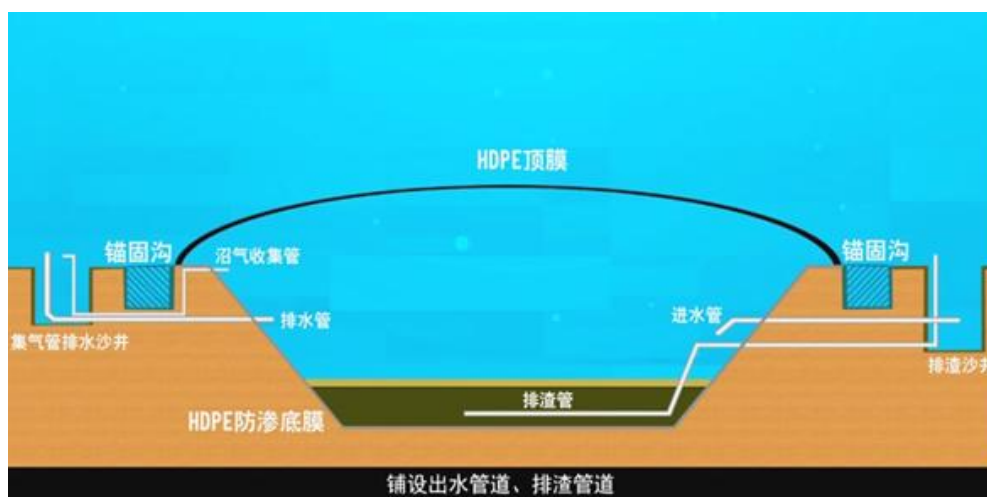 HDPE顶膜
锚固沟
锚固沟
沼气收集管
排水管
进水管
集气管排水沙井
排渣沙井
排渣管
HDPE防渗底膜
铺设出水管道、排渣管道